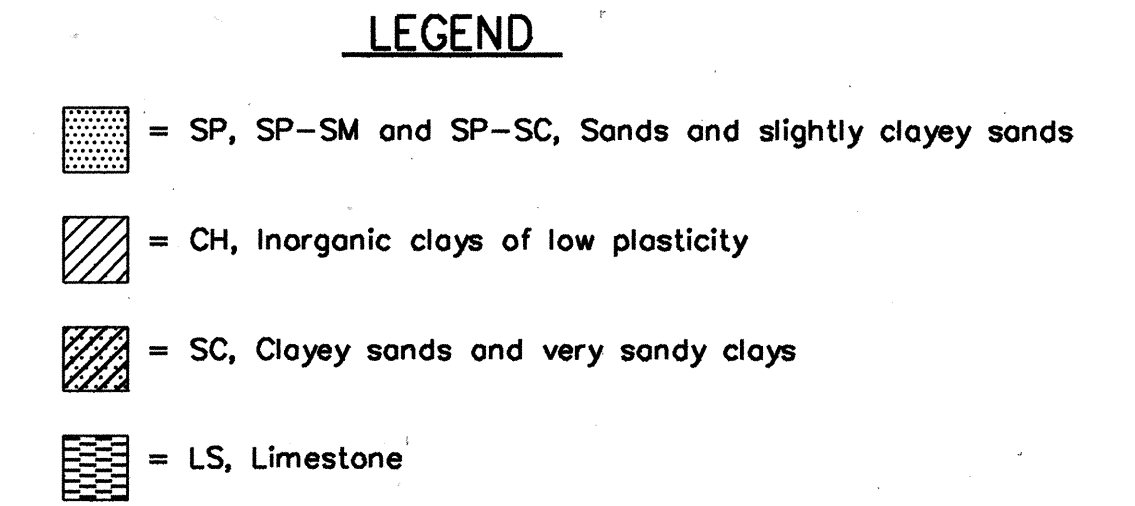 LEGEND
= SP, SP-SM and SP-SC, Sands and slightly clayey sands
= CH, Inorganic clays of low plasticity
= SC, Clayey sands and very sandy clays
= LS, Limestone